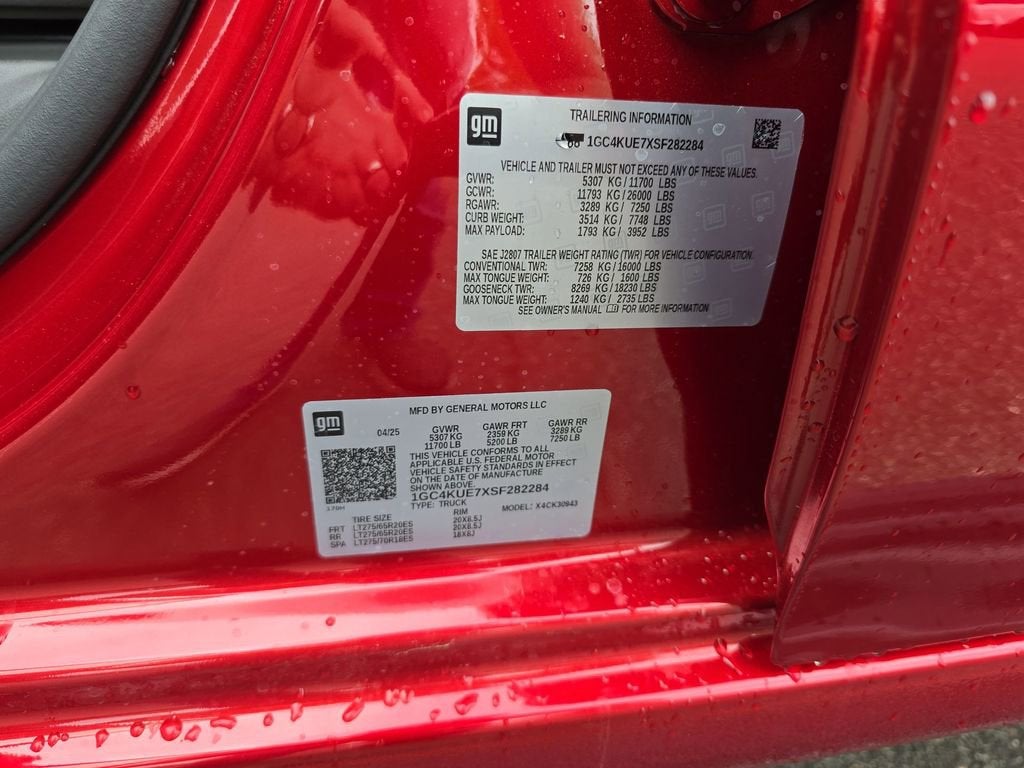 gm
TRAILERING INFORMATION
1GC4KUE7XSF282284
VEHICLE AND TRAILER MUST NOT EXCEED ANY OF THESE VALUES.
GVWR: 5307 KG / 11700 LBS
GCWR: 11793 KG / 26000 LBS
RGAWR: 3289 KG / 7250 LBS
CURB WEIGHT: 3514 KG / 7748 LBS
MAX PAYLOAD: 1793 KG / 3952 LBS
SAE J2807 TRAILER WEIGHT RATING (TWR) FOR VEHICLE CONFIGURATION.
CONVENTIONAL TWR: 7258 KG / 16000 LBS
MAX TONGUE WEIGHT: 726 KG / 1600 LBS
GOOSENECK TWR: 8269 KG / 18230 LBS
MAX TONGUE WEIGHT: 1240 KG / 2735 LBS
SEE OWNER'S MANUAL FOR MORE INFORMATION
gm
MFD BY GENERAL MOTORS LLC
04/25 GVWR GAWR FRT GAWR RR
5307 KG 2359 KG 3289 KG
11700 LB 5200 LB 7250 LB
THIS VEHICLE CONFORMS TO ALL
APPLICABLE U.S. FEDERAL MOTOR
VEHICLE SAFETY STANDARDS IN EFFECT
ON THE DATE OF MANUFACTURE
SHOWN ABOVE.
1GC4KUE7XSF282284
TYPE: TRUCK MODEL: X4CK30943
TIRE SIZE RIM
FRT LT275/65R20ES 20X8.5J
RR LT275/65R20ES 20X8.5J
SPA LT275/70R18ES 18X8J